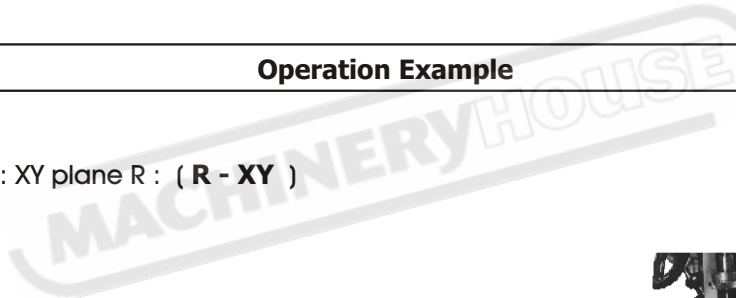 Operation Example
: XY plane R : ( R - XY )
MACHINERYHOUSE